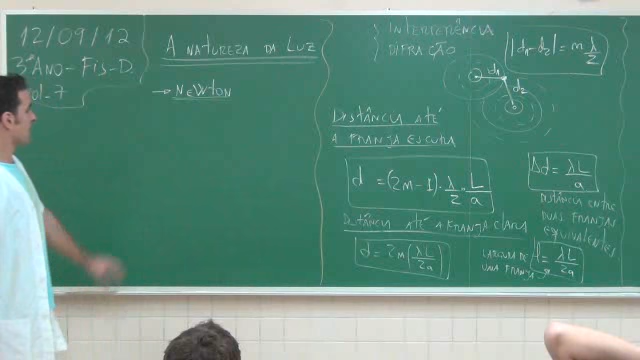 12/09/12
3º Ano - Fis - D.
ol - 7
A NATUREZA DA LUZ
→ NEWTON
INTERFERÊNCIA
DIFRAÇÃO
|d₁-d₂| = m λ/2
d₁
d₂
DISTÂNCIA ATÉ
A FRANJA ESCURA
d = (2m-1)·λ/2·L/a
Δd = λL/a
DISTÂNCIA ENTRE
DUAS FRANJAS
EQUIVALENTES
DISTÂNCIA ATÉ A FRANJA CLARA
d = 2m(λL/2a)
LARGURA DE
UMA FRANJA
= λL/2a